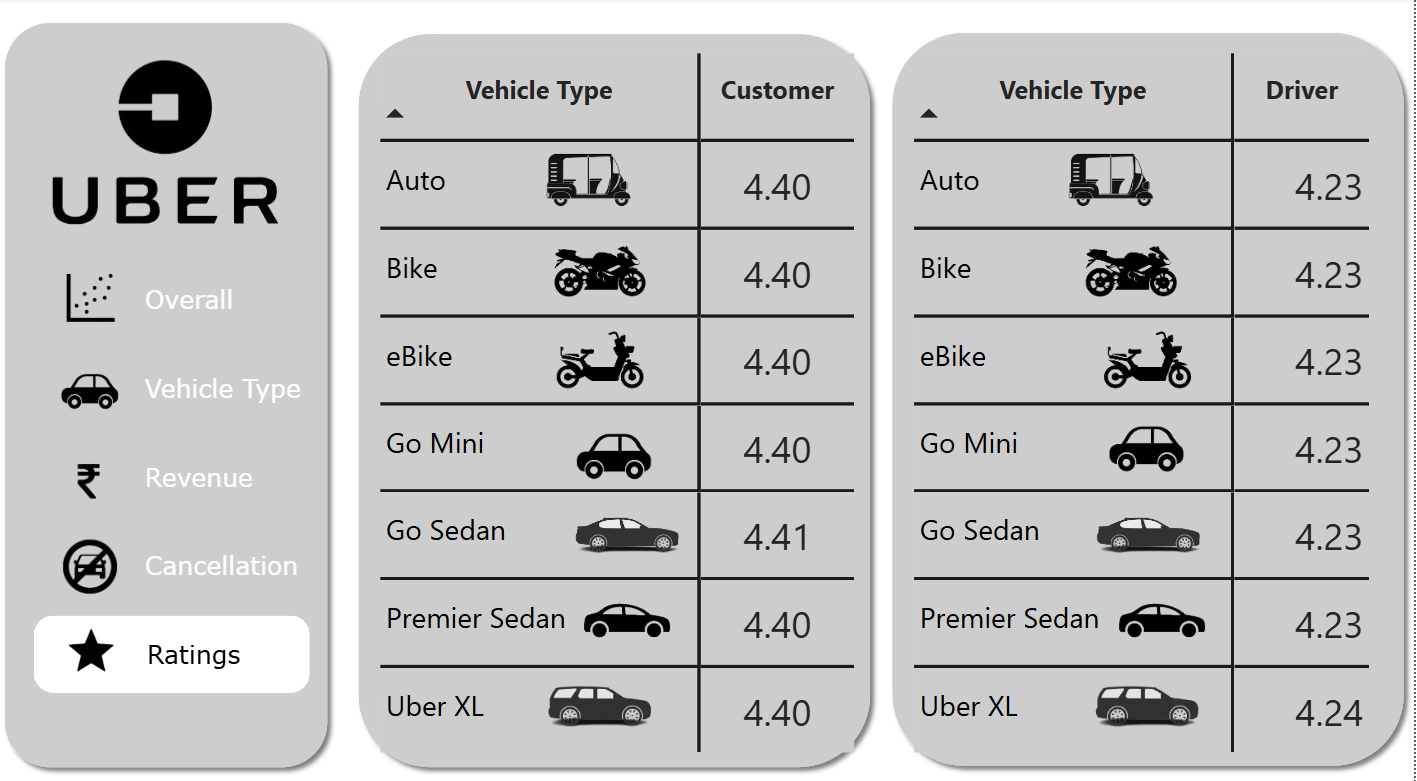 UBER
Overall
Vehicle Type
₹ Revenue
Cancellation
Ratings
Vehicle Type Customer
Auto 4.40
Bike 4.40
eBike 4.40
Go Mini 4.40
Go Sedan 4.41
Premier Sedan 4.40
Uber XL 4.40
Vehicle Type Driver
Auto 4.23
Bike 4.23
eBike 4.23
Go Mini 4.23
Go Sedan 4.23
Premier Sedan 4.23
Uber XL 4.24